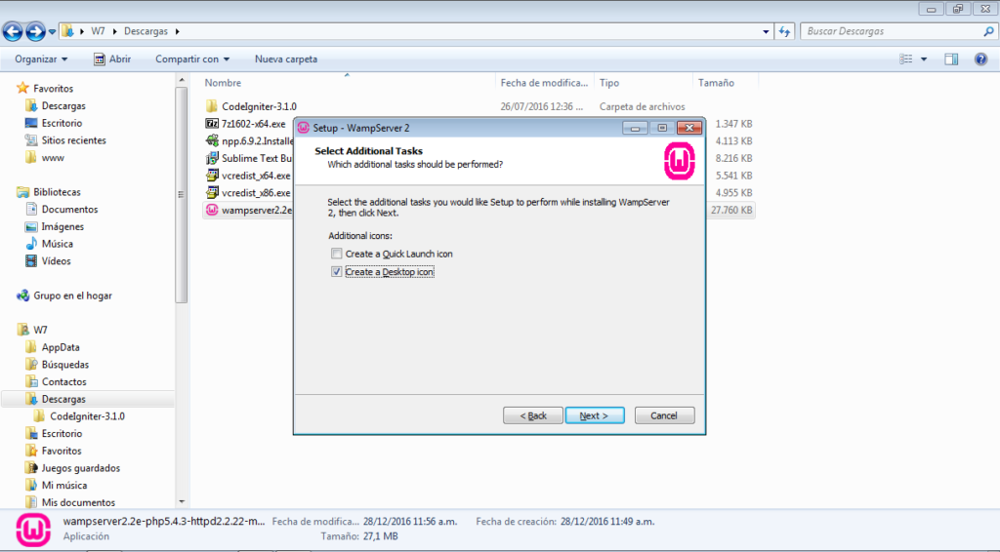 W7 Descargas
Buscar Descargas
Organizar Abrir Compartir con Nueva carpeta
Favoritos
Descargas
Escritorio
Sitios recientes
www
Bibliotecas
Documentos
Imágenes
Música
Vídeos
Grupo en el hogar
W7
AppData
Búsquedas
Contactos
Descargas
CodeIgniter-3.1.0
Escritorio
Favoritos
Juegos guardados
Mi música
Mis documentos
Nombre Fecha de modifica... Tipo Tamaño
CodeIgniter-3.1.0 26/07/2016 12:36 ... Carpeta de archivos
7z1602-x64.exe 1.347 KB
npp.6.9.2.Installe 4.113 KB
Sublime Text Bu 8.216 KB
vcredist_x64.exe 5.541 KB
vcredist_x86.exe 4.955 KB
wampserver2.2e 27.760 KB
Setup - WampServer 2
Select Additional Tasks
Which additional tasks should be performed?
Select the additional tasks you would like Setup to perform while installing WampServer
2, then click Next.
Additional icons:
Create a Quick Launch icon
Create a Desktop icon
< Back Next > Cancel
wampserver2.2e-php5.4.3-httpd2.2.22-m... Fecha de modifica... 28/12/2016 11:56 a.m. Fecha de creación: 28/12/2016 11:49 a.m.
Aplicación Tamaño: 27,1 MB